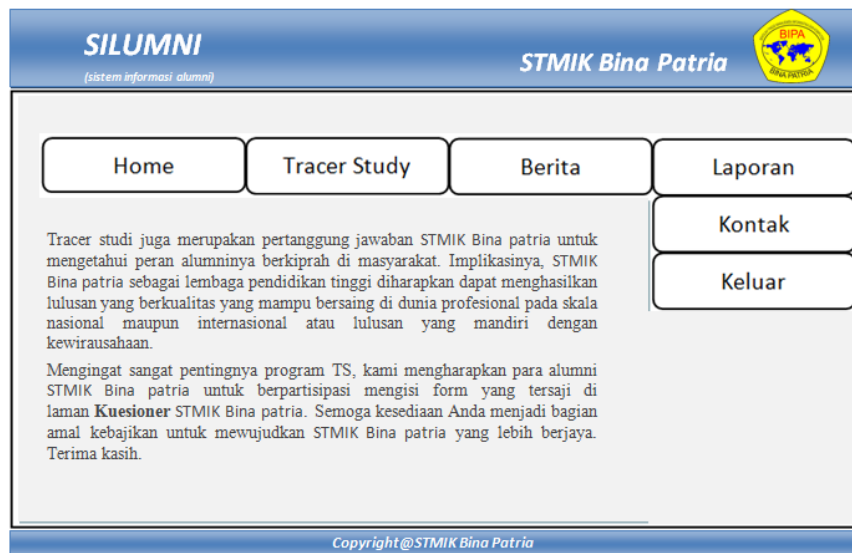 SILUMNI
(sistem informasi alumni)
STMIK Bina Patria
BIPA
BINA PATRIA
Home
Tracer Study
Berita
Laporan
Kontak
Keluar
Tracer studi juga merupakan pertanggung jawaban STMIK Bina patria untuk
mengetahui peran alumninya berkiprah di masyarakat. Implikasinya, STMIK
Bina patria sebagai lembaga pendidikan tinggi diharapkan dapat menghasilkan
lulusan yang berkualitas yang mampu bersaing di dunia profesional pada skala
nasional maupun internasional atau lulusan yang mandiri dengan
kewirausahaan.
Mengingat sangat pentingnya program TS, kami mengharapkan para alumni
STMIK Bina patria untuk berpartisipasi mengisi form yang tersaji di
laman Kuesioner STMIK Bina patria. Semoga kesediaan Anda menjadi bagian
amal kebajikan untuk mewujudkan STMIK Bina patria yang lebih berjaya.
Terima kasih.
Copyright@STMIK Bina Patria